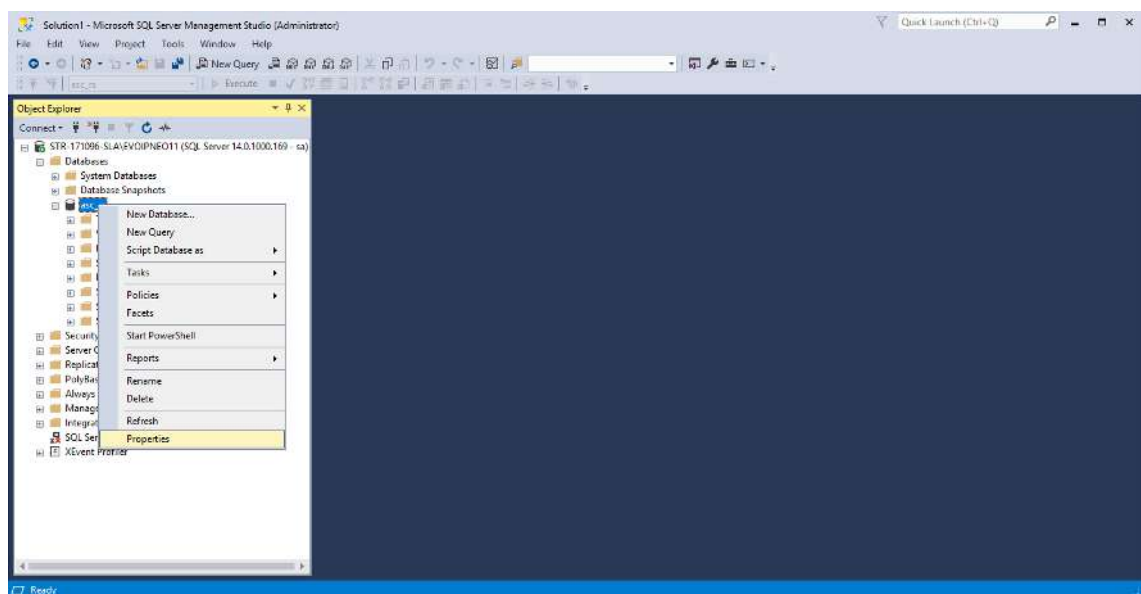 Solution1 - Microsoft SQL Server Management Studio (Administrator)
Quick Launch (Ctrl+Q)
File Edit View Project Tools Window Help
New Query
Execute
Object Explorer
Connect
STR-171096-SLA\EVOIPNEO11 (SQL Server 14.0.1000.169 - sa)
Databases
System Databases
Database Snapshots
asc_
New Database...
New Query
Script Database as
Tasks
Policies
Facets
Security
Start PowerShell
Server O
Reports
Replicat
PolyBas
Rename
Always
Delete
Manage
Integrat
Refresh
SQL Ser
Properties
XEvent Profiler
Ready